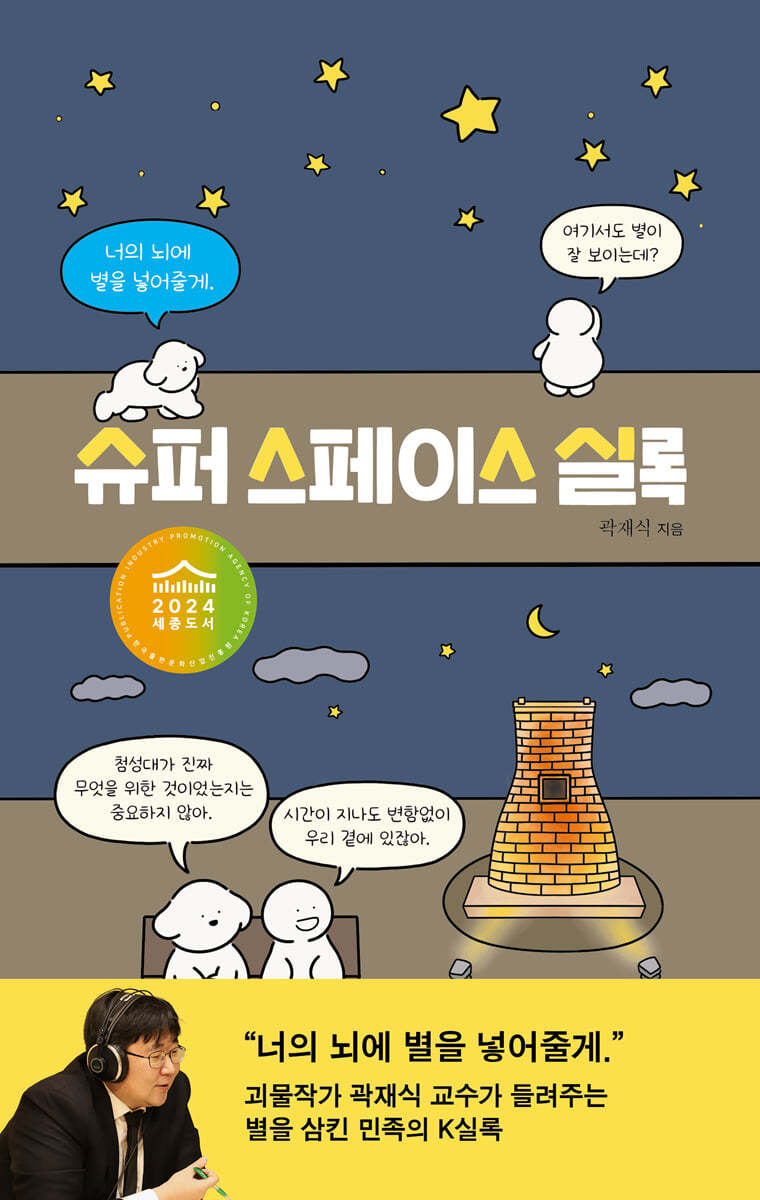 너의 뇌에
별을 넣어줄게.
여기서도 별이
잘 보이는데?
슈퍼 스페이스 실록
곽재식 지음
PUBLICATION INDUSTRY PROMOTION AGENCY OF KOREA
2024
세종도서
한국출판문화산업진흥원
첨성대가 진짜
무엇을 위한 것이었는지는
중요하지 않아.
시간이 지나도 변함없이
우리 곁에 있잖아.
“너의 뇌에 별을 넣어줄게.”
괴물작가 곽재식 교수가 들려주는
별을 삼킨 민족의 K실록